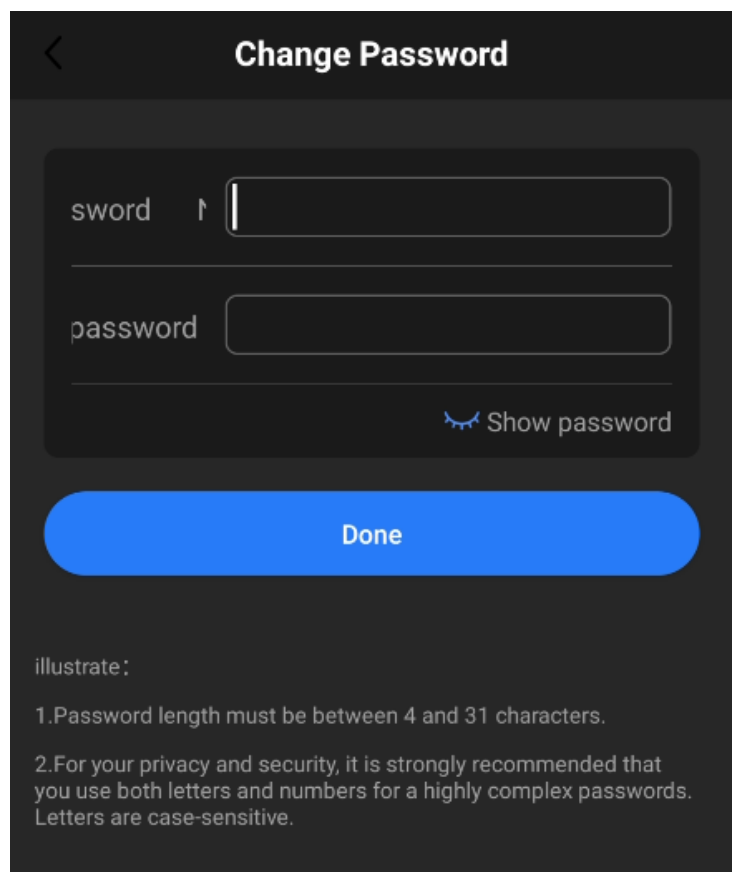 Change Password
sword
password
Show password
Done
illustrate：
1.Password length must be between 4 and 31 characters.
2.For your privacy and security, it is strongly recommended that
you use both letters and numbers for a highly complex passwords.
Letters are case-sensitive.